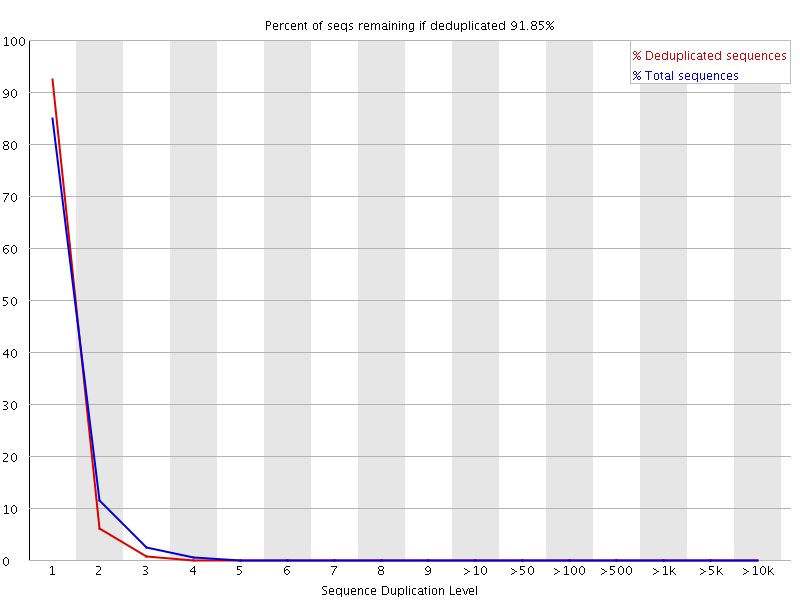 Percent of seqs remaining if deduplicated 91.85%
% Deduplicated sequences
% Total sequences
100
90
80
70
60
50
40
30
20
10
0
1 2 3 4 5 6 7 8 9 >10 >50 >100 >500 >1k >5k >10k
Sequence Duplication Level